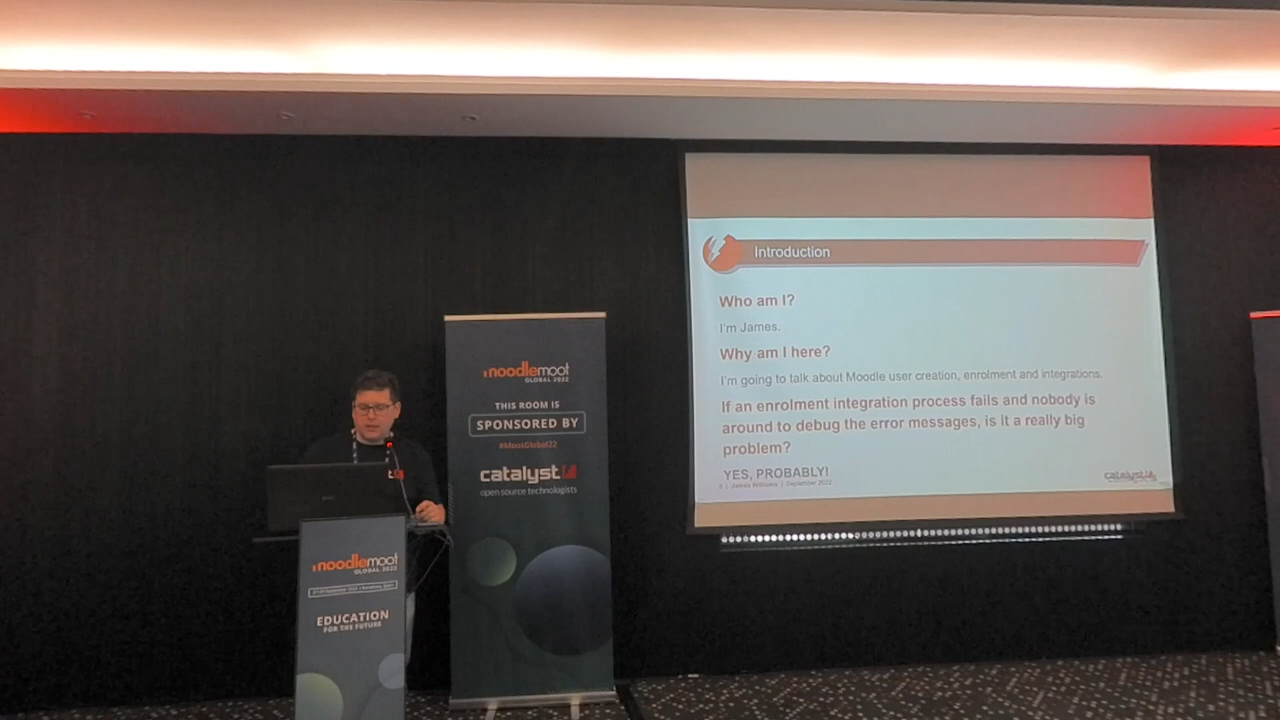 Introduction
Who am I?
I'm James.
Why am I here?
I'm going to talk about Moodle user creation, enrolment and integrations.
If an enrolment integration process fails and nobody is
around to debug the error messages, is it a really big
problem?
YES, PROBABLY!
2 | James Williams | September 2022
catalyst
moodlemoot
GLOBAL 2022
THIS ROOM IS
SPONSORED BY
#MootGlobal22
catalyst
open source technologists
moodlemoot
GLOBAL 2022
EDUCATION
FOR THE FUTURE